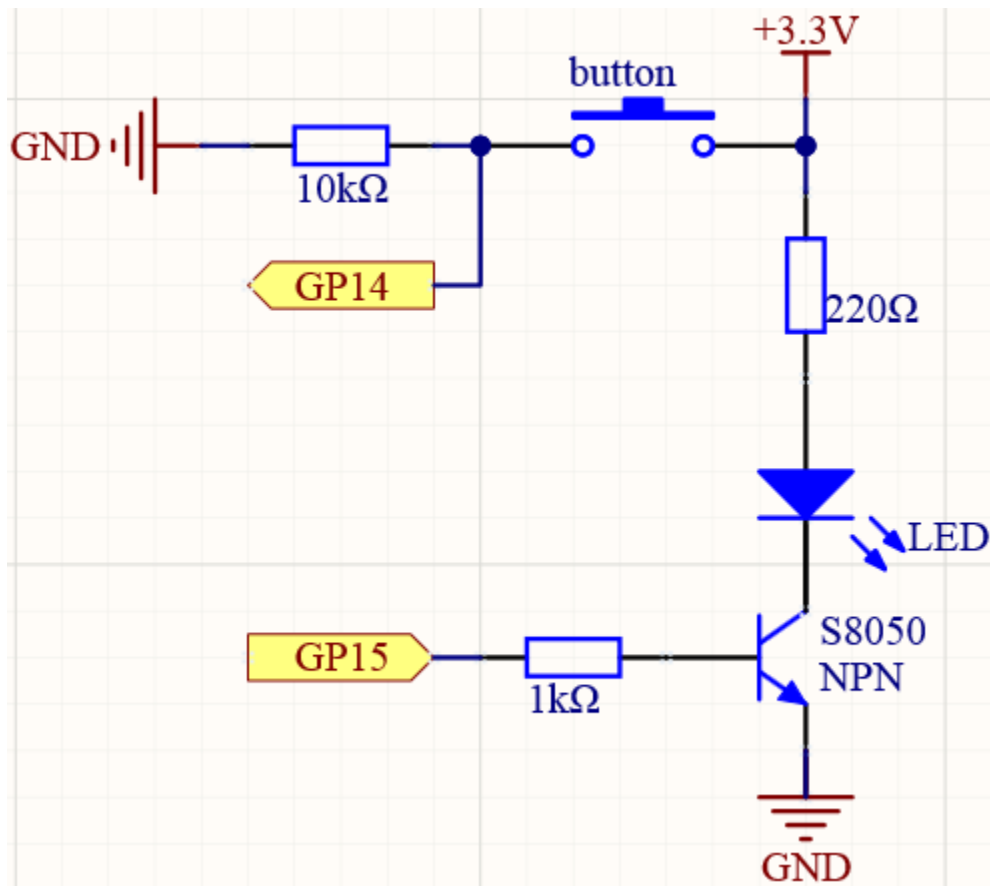 +3.3V
button
GND
10kΩ
GP14
220Ω
LED
S8050
NPN
GP15
1kΩ
GND